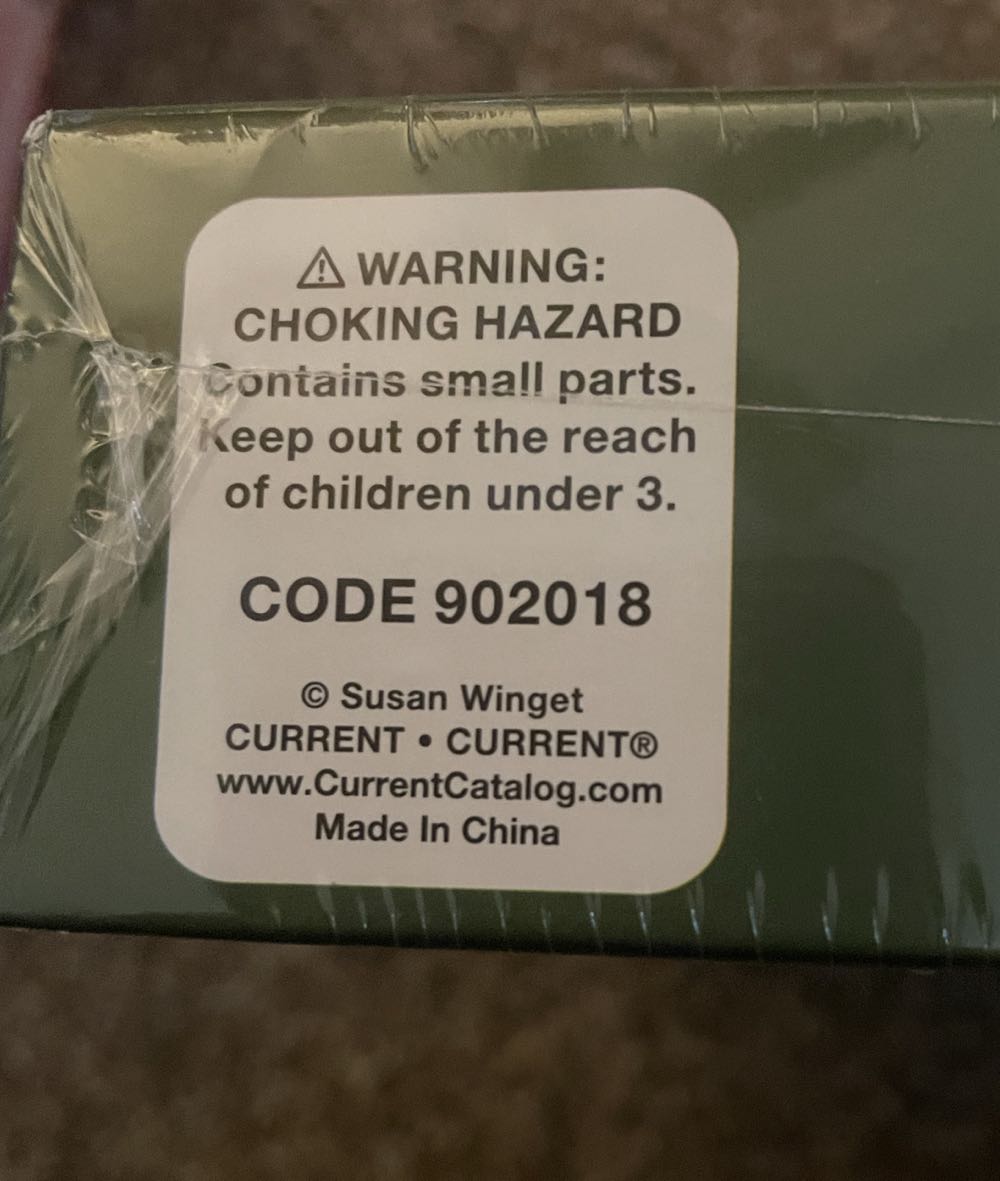 ⚠ WARNING:
CHOKING HAZARD
Contains small parts.
Keep out of the reach
of children under 3.
CODE 902018
© Susan Winget
CURRENT • CURRENT®
www.CurrentCatalog.com
Made In China